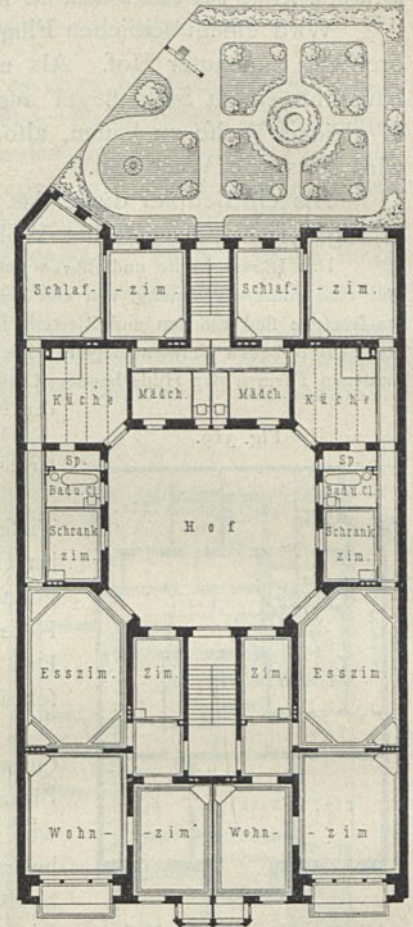 Schlaf- -zim. Schlaf- -zim.
Küche Mädch. Mädch. Küche
Sp. Sp.
Bad u. Cl. Bad u. Cl.
Hof
Schrank Schrank
zim. zim.
Esszim. Zim. Zim. Esszim.
Wohn- -zim. Wohn- -zim